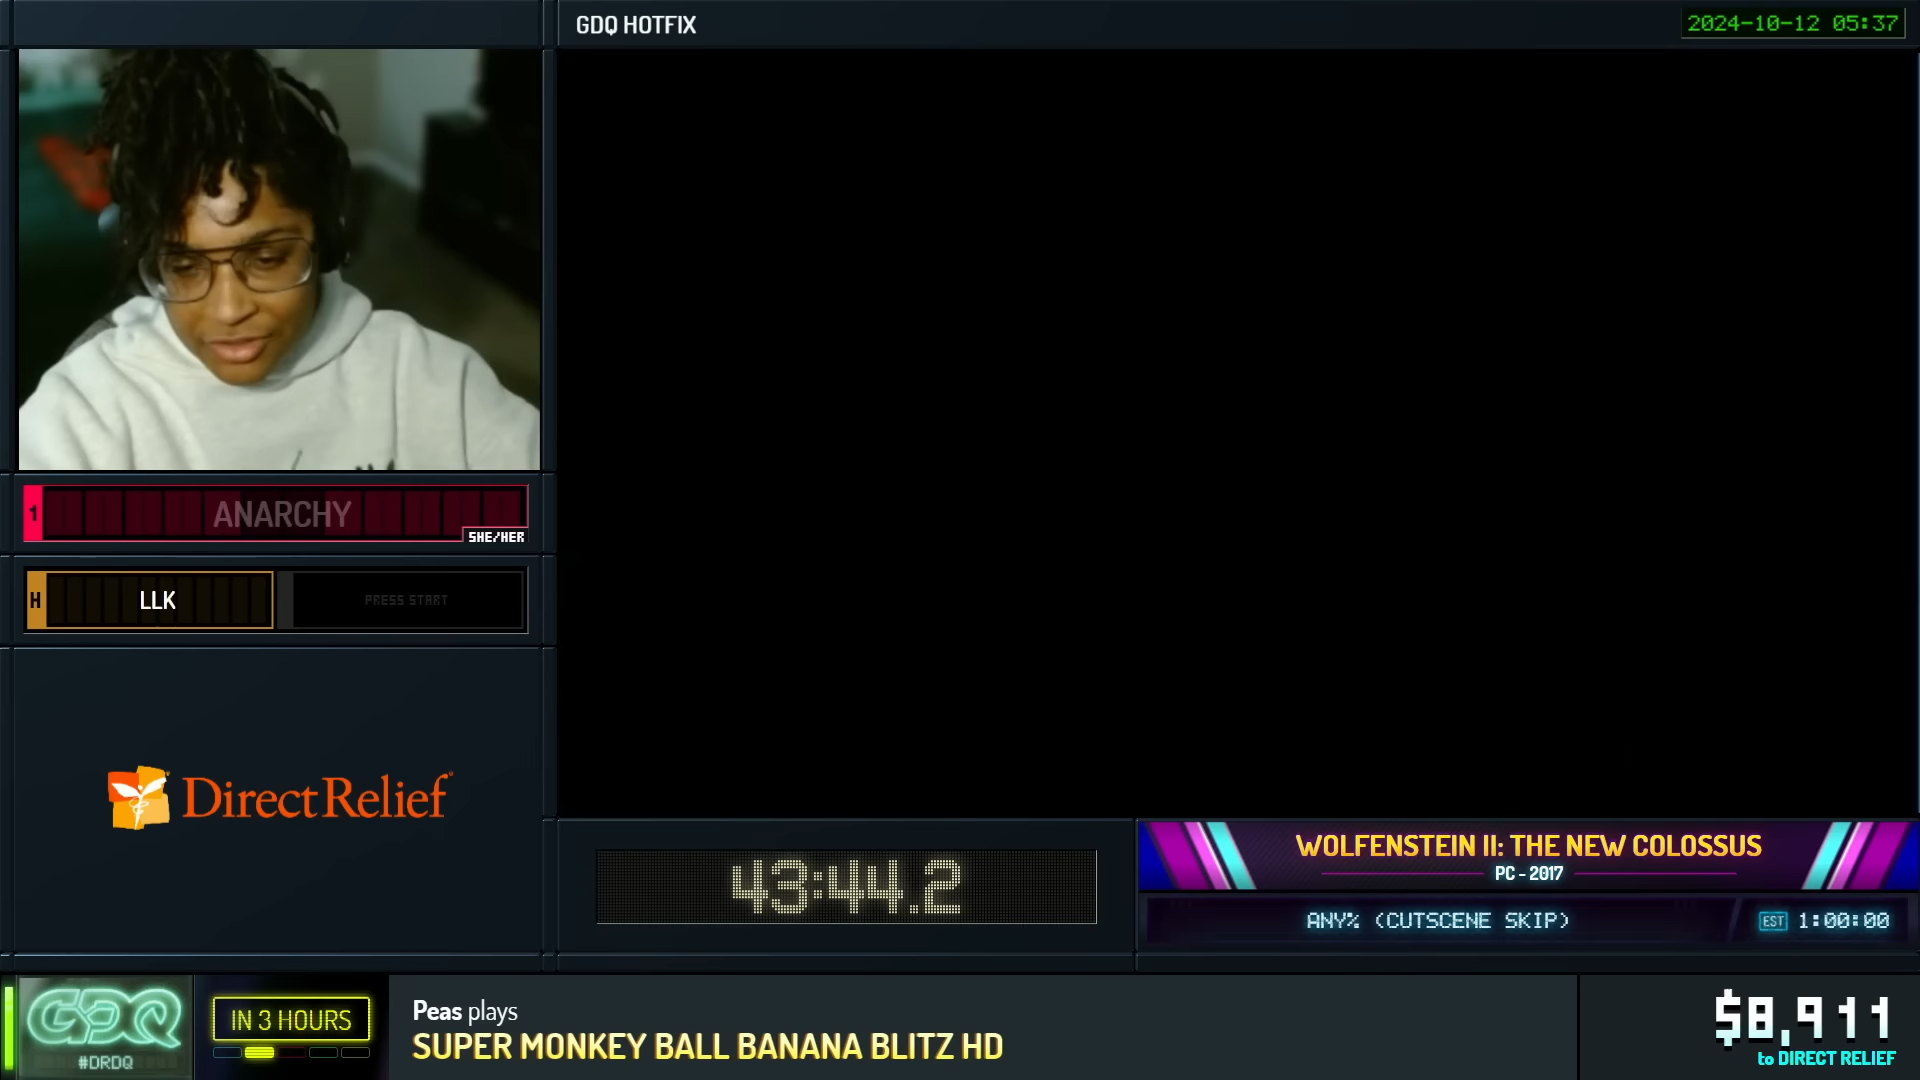 GDQ HOTFIX
2024-10-12 05:37
1
ANARCHY
SHE/HER
H
LLK
PRESS START
DirectRelief
43:44.2
WOLFENSTEIN II: THE NEW COLOSSUS
PC - 2017
ANY% (CUTSCENE SKIP)
EST 1:00:00
GDQ
#DRDQ
IN 3 HOURS
Peas plays
SUPER MONKEY BALL BANANA BLITZ HD
$8,911
to DIRECT RELIEF